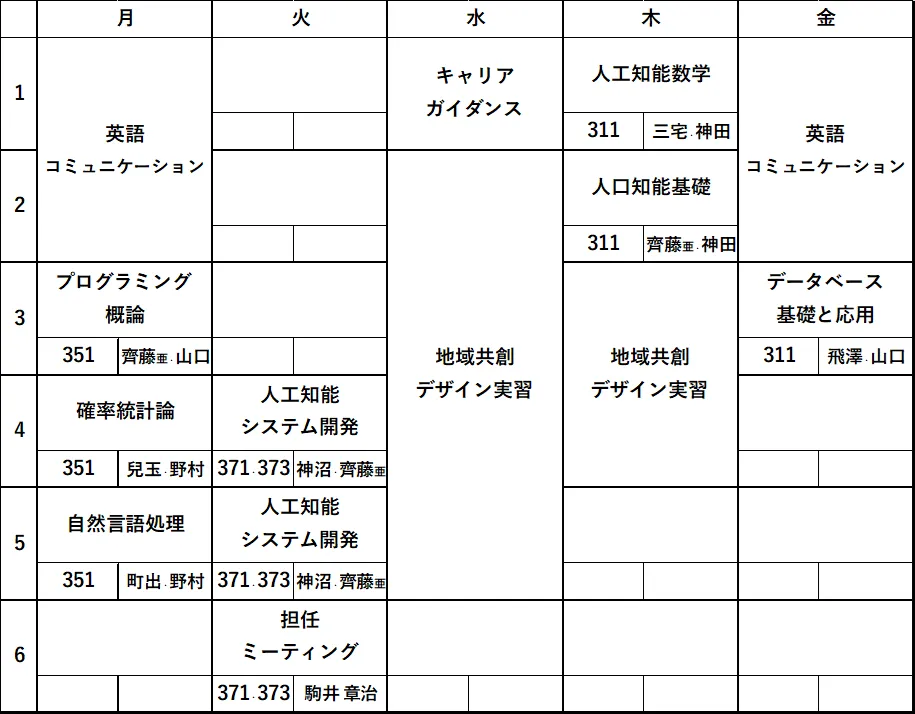 月 火 水 木 金
1
英語
コミュニケーション
キャリア
ガイダンス
人工知能数学
311 三宅.神田
英語
コミュニケーション
2
地域共創
デザイン実習
人口知能基礎
311 齊藤亜.神田
3
プログラミング
概論
351 齊藤亜.山口
地域共創
デザイン実習
データベース
基礎と応用
311 飛澤.山口
4
確率統計論
351 兒玉.野村
人工知能
システム開発
371.373 神沼.齊藤亜
5
自然言語処理
351 町出.野村
人工知能
システム開発
371.373 神沼.齊藤亜
6
担任
ミーティング
371.373 駒井 章治